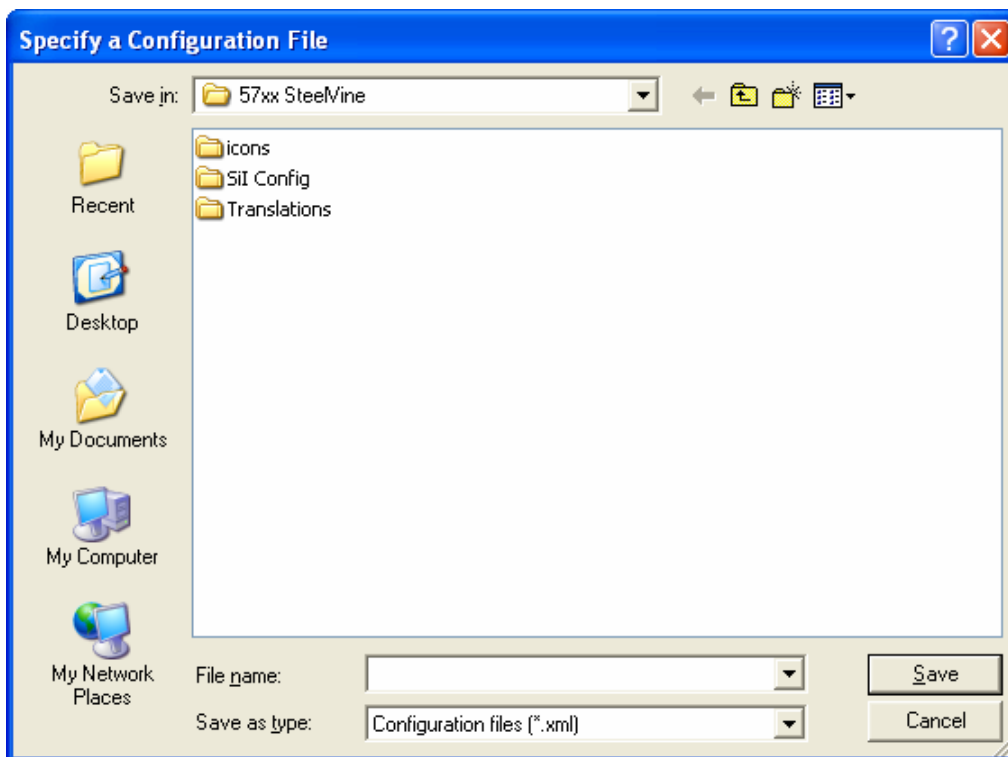 Specify a Configuration File
Save in:
57xx SteelVine
icons
SiI Config
Translations
Recent
Desktop
My Documents
My Computer
My Network
Places
File name:
Save
Save as type:
Configuration files (*.xml)
Cancel